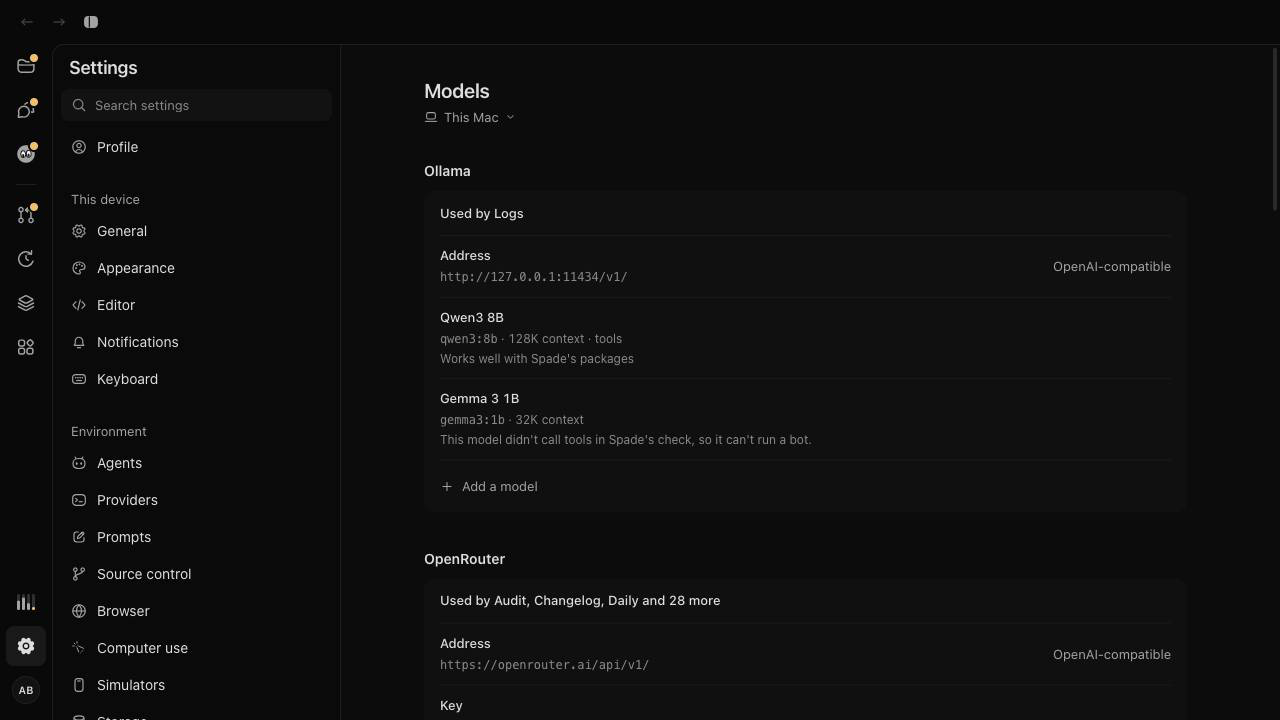 Settings
Search settings
Profile
This device
General
Appearance
Editor
Notifications
Keyboard
Environment
Agents
Providers
Prompts
Source control
Browser
Computer use
Simulators
Storage
AB
Models
This Mac
Ollama
Used by Logs
Address
http://127.0.0.1:11434/v1/
OpenAI-compatible
Qwen3 8B
qwen3:8b · 128K context · tools
Works well with Spade's packages
Gemma 3 1B
gemma3:1b · 32K context
This model didn't call tools in Spade's check, so it can't run a bot.
Add a model
OpenRouter
Used by Audit, Changelog, Daily and 28 more
Address
https://openrouter.ai/api/v1/
OpenAI-compatible
Key